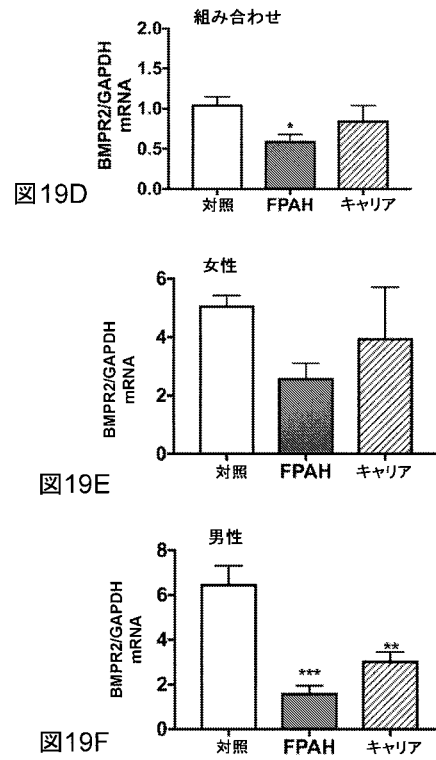 組み合わせ
BMPR2/GAPDH
mRNA
2.0
1.5
1.0
0.5
0.0
*
対照 FPAH キャリア
図19D
女性
BMPR2/GAPDH
mRNA
6
4
2
0
対照 FPAH キャリア
図19E
男性
BMPR2/GAPDH
mRNA
8
6
4
2
0
***
**
対照 FPAH キャリア
図19F